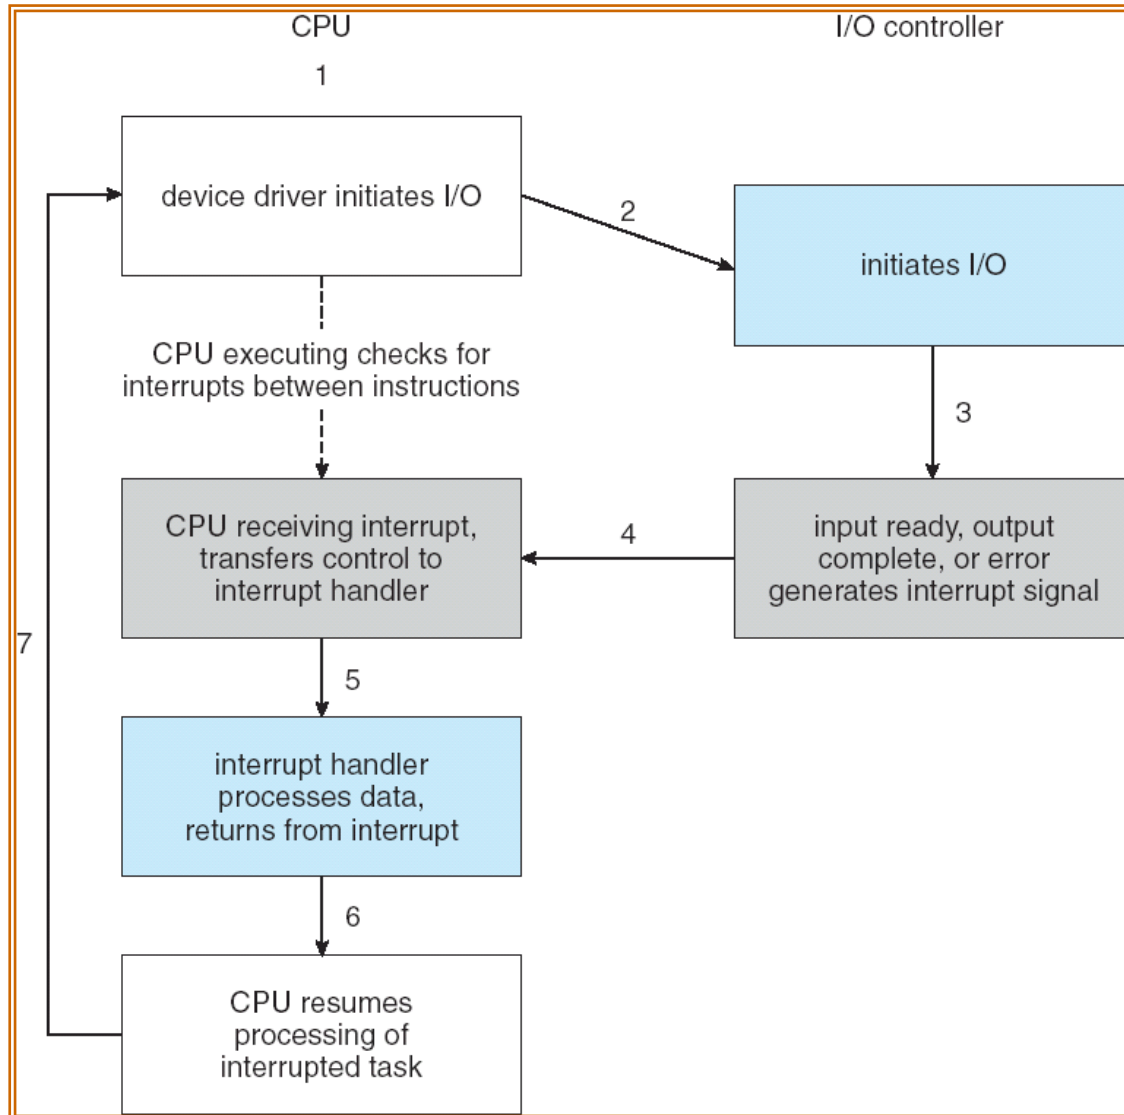 CPU
I/O controller
1
device driver initiates I/O
2
initiates I/O
CPU executing checks for
interrupts between instructions
3
CPU receiving interrupt,
transfers control to
interrupt handler
4
input ready, output
complete, or error
generates interrupt signal
7
5
interrupt handler
processes data,
returns from interrupt
6
CPU resumes
processing of
interrupted task